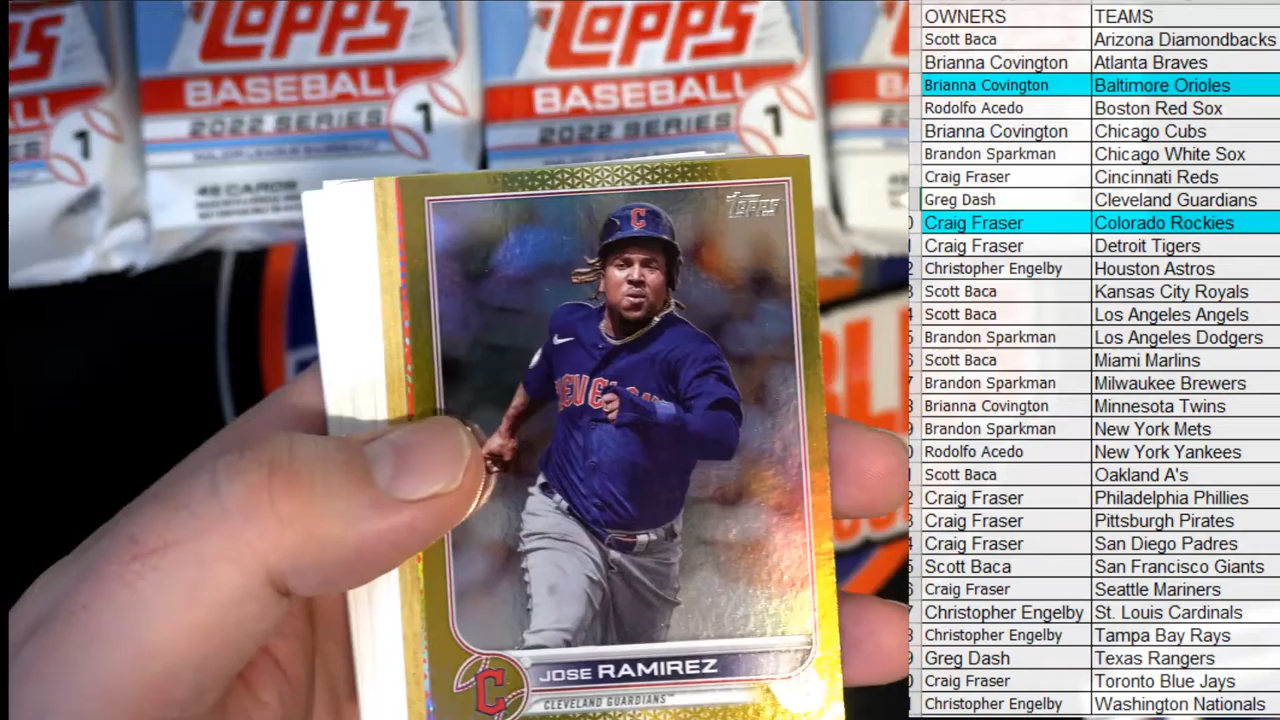 TOPPS
TOPPS
BASEBALL
BASEBALL
2022 SERIES 1
2022 SERIES 1
1
MAJOR LEAGUE BASEBALL
48 CARDS
Topps
C
CLEVELAN
JOSE RAMIREZ
C
CLEVELAND GUARDIANS™
OWNERS TEAMS
Scott Baca Arizona Diamondbacks
Brianna Covington Atlanta Braves
Brianna Covington Baltimore Orioles
Rodolfo Acedo Boston Red Sox
Brianna Covington Chicago Cubs
Brandon Sparkman Chicago White Sox
Craig Fraser Cincinnati Reds
Greg Dash Cleveland Guardians
Craig Fraser Colorado Rockies
Craig Fraser Detroit Tigers
Christopher Engelby Houston Astros
Scott Baca Kansas City Royals
Scott Baca Los Angeles Angels
Brandon Sparkman Los Angeles Dodgers
Scott Baca Miami Marlins
Brandon Sparkman Milwaukee Brewers
Brianna Covington Minnesota Twins
Brandon Sparkman New York Mets
Rodolfo Acedo New York Yankees
Scott Baca Oakland A's
Craig Fraser Philadelphia Phillies
Craig Fraser Pittsburgh Pirates
Craig Fraser San Diego Padres
Scott Baca San Francisco Giants
Craig Fraser Seattle Mariners
Christopher Engelby St. Louis Cardinals
Christopher Engelby Tampa Bay Rays
Greg Dash Texas Rangers
Craig Fraser Toronto Blue Jays
Christopher Engelby Washington Nationals